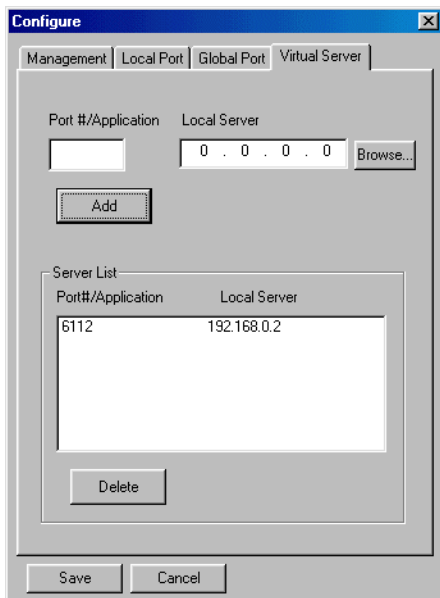 Configure
Management Local Port Global Port Virtual Server
Port #/Application Local Server
0 . 0 . 0 . 0 Browse...
Add
Server List
Port#/Application Local Server
6112 192.168.0.2
Delete
Save Cancel